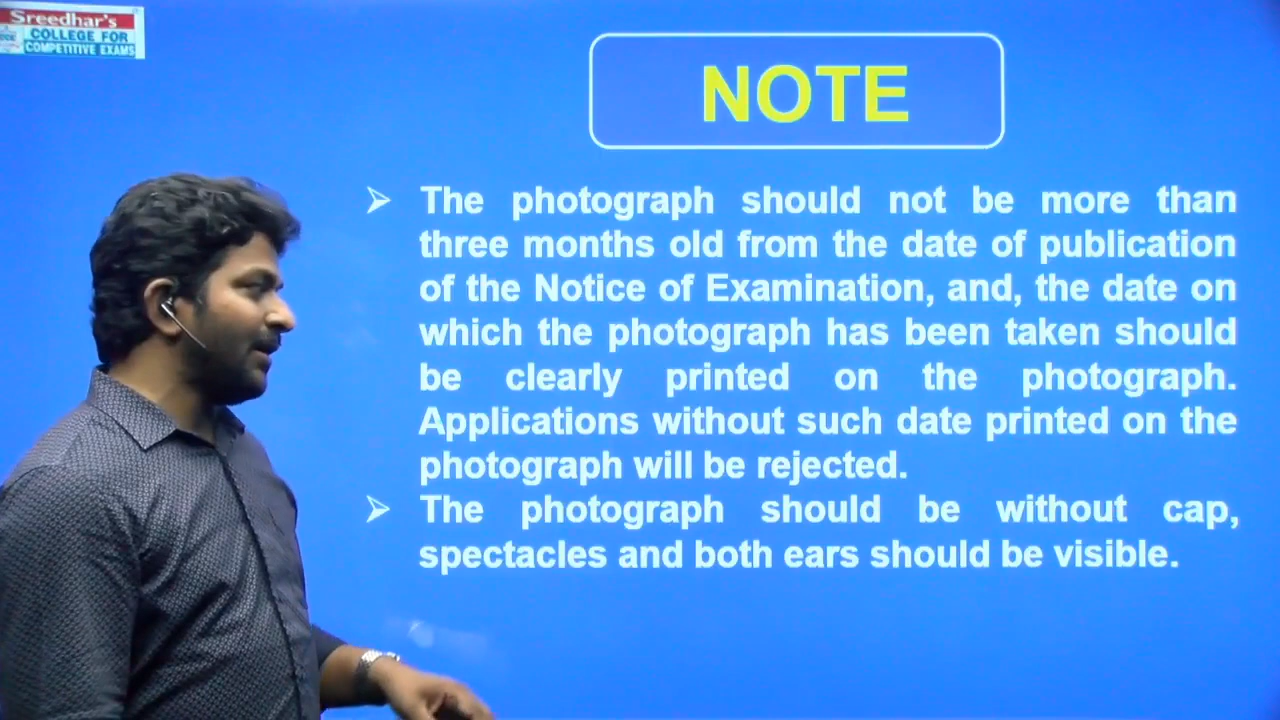 Sreedhar's
COLLEGE FOR
COMPETITIVE EXAMS
NOTE
➢ The photograph should not be more than
three months old from the date of publication
of the Notice of Examination, and, the date on
which the photograph has been taken should
be clearly printed on the photograph.
Applications without such date printed on the
photograph will be rejected.
➢ The photograph should be without cap,
spectacles and both ears should be visible.